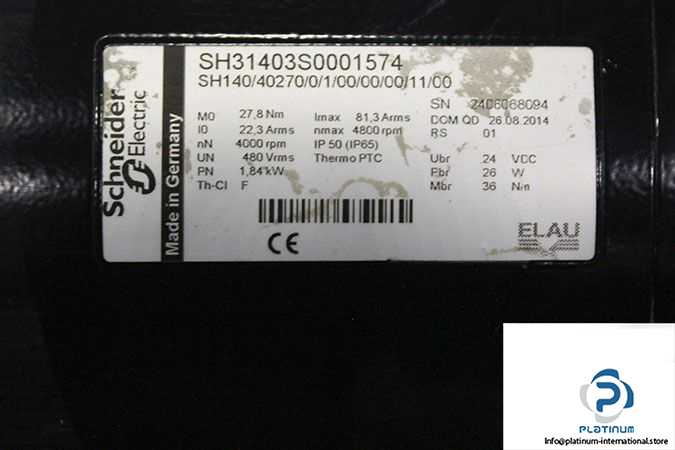 Schneider
Electric
Made in Germany
SH31403S0001574
SH140/40270/0/1/00/00/00/11/00
SN 2406068094
M0 27,8 Nm Imax 81,3 Arms DOM QD 26.08.2014
I0 22,3 Arms nmax 4800 rpm RS 01
nN 4000 rpm IP 50 (IP65)
UN 480 Vrms Thermo PTC Ubr 24 VDC
PN 1,84 kW Pbr 26 W
Th-Cl F Mbr 36 Nm
CE
ELAU
PLATINUM
Info@platinum-international.store